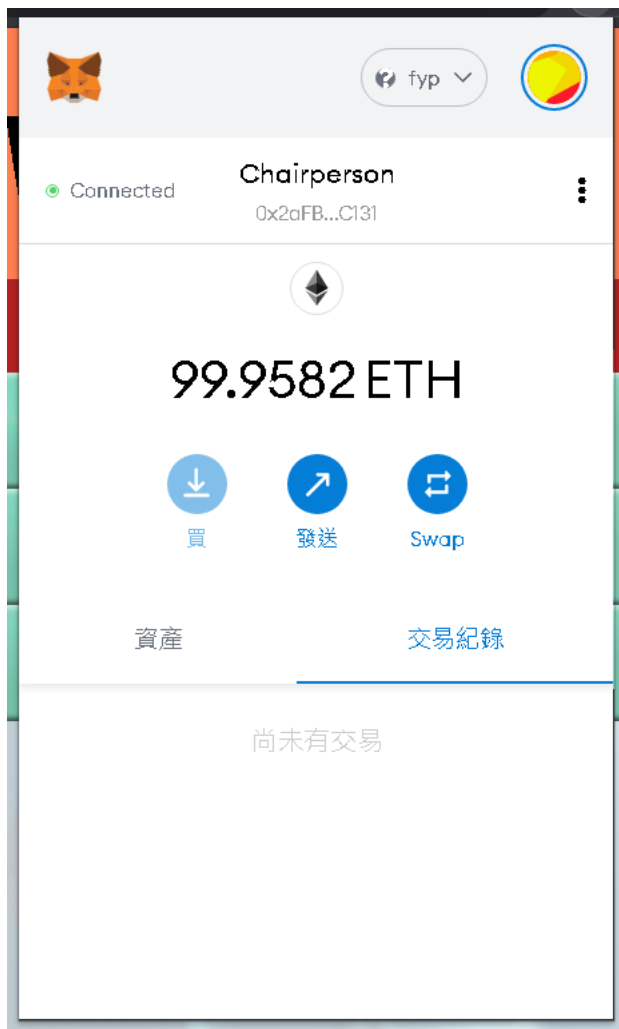 fyp
Connected
Chairperson
0x2aFB...C131
99.9582 ETH
買
發送
Swap
資產
交易紀錄
尚未有交易